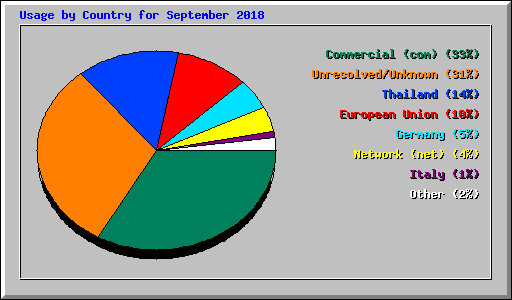 Usage by Country for September 2018
Commercial (com) (33%)
Unresolved/Unknown (31%)
Thailand (14%)
European Union (10%)
Germany (5%)
Network (net) (4%)
Italy (1%)
Other (2%)